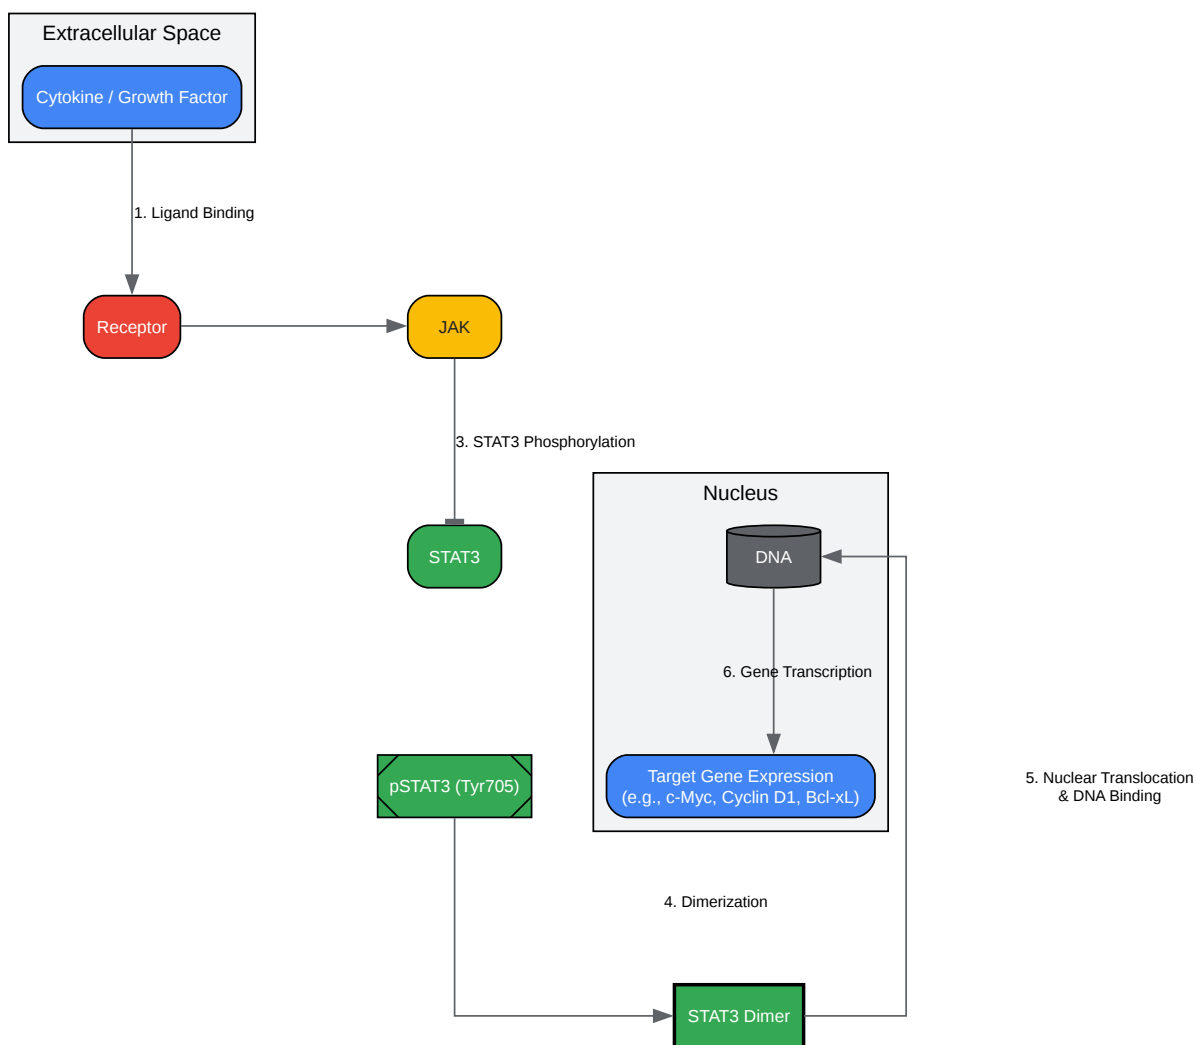 Extracellular Space
Cytokine / Growth Factor
1. Ligand Binding
Receptor
JAK
3. STAT3 Phosphorylation
Nucleus
STAT3
DNA
6. Gene Transcription
pSTAT3 (Tyr705)
Target Gene Expression
(e.g., c-Myc, Cyclin D1, Bcl-xL)
5. Nuclear Translocation
& DNA Binding
4. Dimerization
STAT3 Dimer